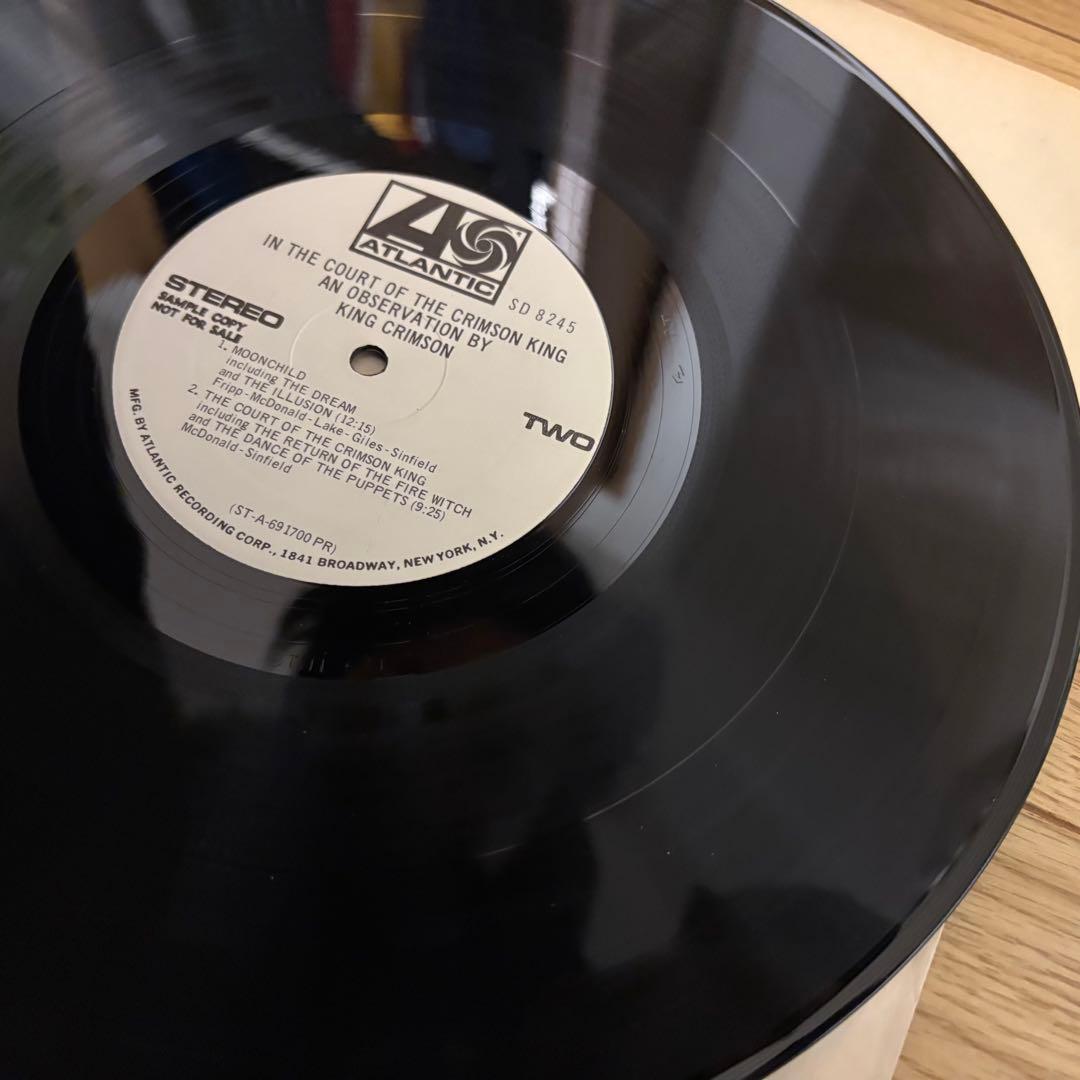 ATLANTIC
SD 8245
IN THE COURT OF THE CRIMSON KING
AN OBSERVATION BY
KING CRIMSON
STEREO
SAMPLE COPY
NOT FOR SALE
TWO
1. MOONCHILD
including THE DREAM
and THE ILLUSION (12:15)
Fripp-McDonald-Lake-Giles-Sinfield
2. THE COURT OF THE CRIMSON KING
including THE RETURN OF THE FIRE WITCH
and THE DANCE OF THE PUPPETS (9:25)
McDonald-Sinfield
(ST-A-691700 PR)
MFG. BY ATLANTIC RECORDING CORP., 1841 BROADWAY, NEW YORK, N.Y.